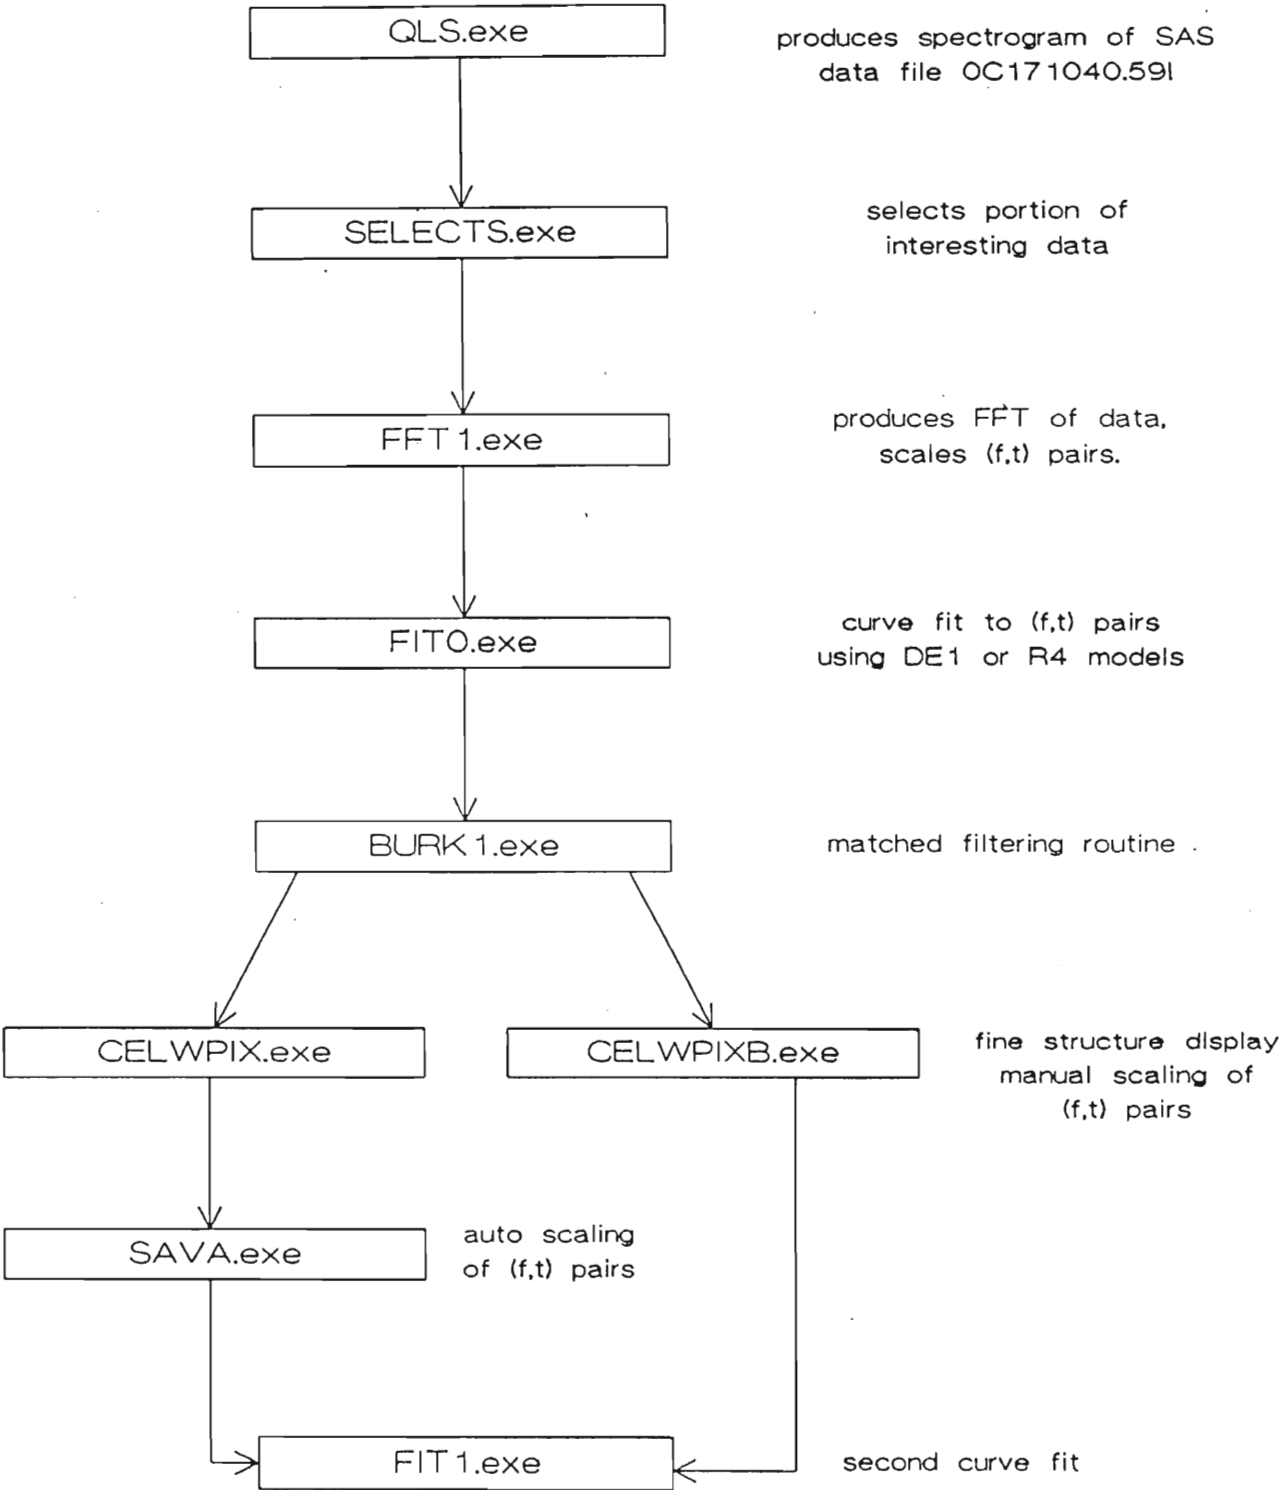 QLS.exe
produces spectrogram of SAS
data file OC171040.59I
SELECTS.exe
selects portion of
interesting data
FFT1.exe
produces FFT of data,
scales (f,t) pairs.
FIT0.exe
curve fit to (f,t) pairs
using DE1 or R4 models
BURK1.exe
matched filtering routine .
CELWPIX.exe
CELWPIXB.exe
fine structure display
manual scaling of
(f,t) pairs
SAVA.exe
auto scaling
of (f,t) pairs
FIT1.exe
second curve fit